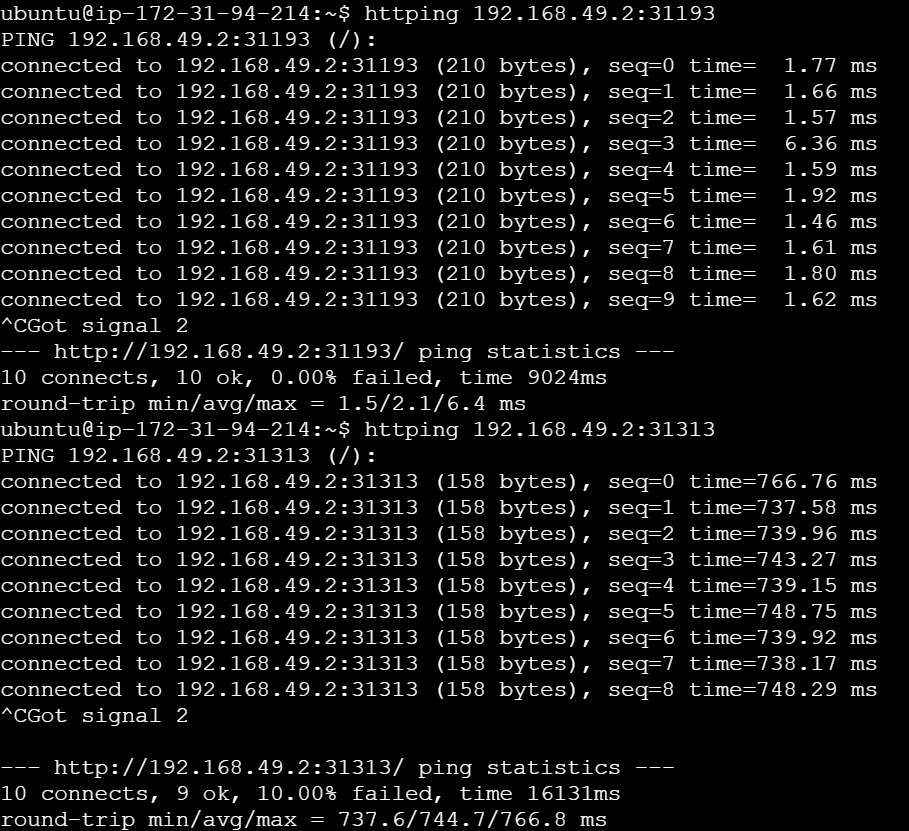 ubuntu@ip-172-31-94-214:~$ httping 192.168.49.2:31193
PING 192.168.49.2:31193 (/):
connected to 192.168.49.2:31193 (210 bytes), seq=0 time=  1.77 ms
connected to 192.168.49.2:31193 (210 bytes), seq=1 time=  1.66 ms
connected to 192.168.49.2:31193 (210 bytes), seq=2 time=  1.57 ms
connected to 192.168.49.2:31193 (210 bytes), seq=3 time=  6.36 ms
connected to 192.168.49.2:31193 (210 bytes), seq=4 time=  1.59 ms
connected to 192.168.49.2:31193 (210 bytes), seq=5 time=  1.92 ms
connected to 192.168.49.2:31193 (210 bytes), seq=6 time=  1.46 ms
connected to 192.168.49.2:31193 (210 bytes), seq=7 time=  1.61 ms
connected to 192.168.49.2:31193 (210 bytes), seq=8 time=  1.80 ms
connected to 192.168.49.2:31193 (210 bytes), seq=9 time=  1.62 ms
^CGot signal 2
--- http://192.168.49.2:31193/ ping statistics ---
10 connects, 10 ok, 0.00% failed, time 9024ms
round-trip min/avg/max = 1.5/2.1/6.4 ms
ubuntu@ip-172-31-94-214:~$ httping 192.168.49.2:31313
PING 192.168.49.2:31313 (/):
connected to 192.168.49.2:31313 (158 bytes), seq=0 time=766.76 ms
connected to 192.168.49.2:31313 (158 bytes), seq=1 time=737.58 ms
connected to 192.168.49.2:31313 (158 bytes), seq=2 time=739.96 ms
connected to 192.168.49.2:31313 (158 bytes), seq=3 time=743.27 ms
connected to 192.168.49.2:31313 (158 bytes), seq=4 time=739.15 ms
connected to 192.168.49.2:31313 (158 bytes), seq=5 time=748.75 ms
connected to 192.168.49.2:31313 (158 bytes), seq=6 time=739.92 ms
connected to 192.168.49.2:31313 (158 bytes), seq=7 time=738.17 ms
connected to 192.168.49.2:31313 (158 bytes), seq=8 time=748.29 ms
^CGot signal 2
--- http://192.168.49.2:31313/ ping statistics ---
10 connects, 9 ok, 10.00% failed, time 16131ms
round-trip min/avg/max = 737.6/744.7/766.8 ms